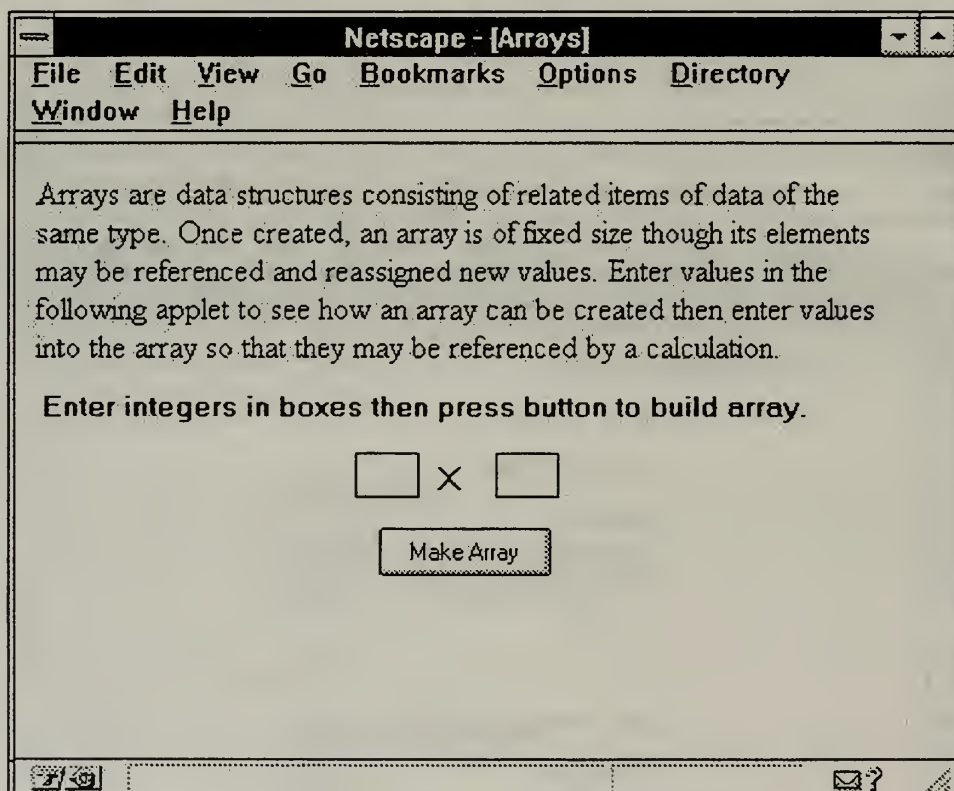 Netscape - [Arrays]
File Edit View Go Bookmarks Options Directory
Window Help
Arrays are data structures consisting of related items of data of the
same type. Once created, an array is of fixed size though its elements
may be referenced and reassigned new values. Enter values in the
following applet to see how an array can be created then enter values
into the array so that they may be referenced by a calculation.
Enter integers in boxes then press button to build array.
X
Make Array
?